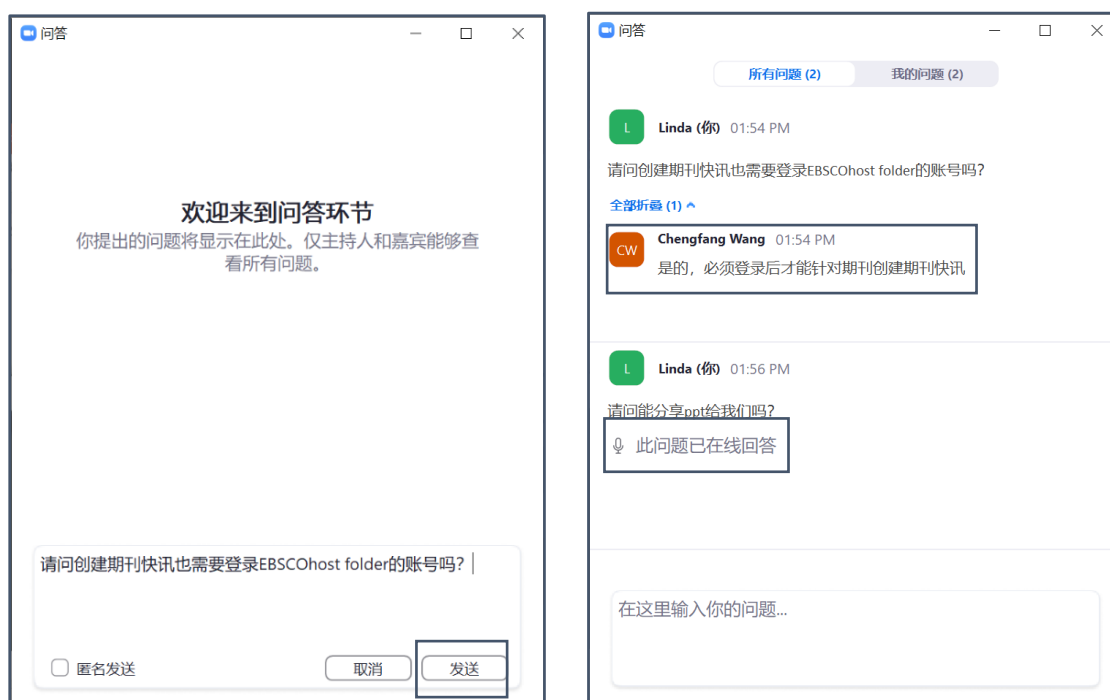 问答
欢迎来到问答环节
你提出的问题将显示在此处。仅主持人和嘉宾能够查
看所有问题。
请问创建期刊快讯也需要登录EBSCOhost folder的账号吗?
匿名发送
取消
发送
问答
所有问题 (2)
我的问题 (2)
L
Linda (你) 01:54 PM
请问创建期刊快讯也需要登录EBSCOhost folder的账号吗?
全部折叠 (1)
CW
Chengfang Wang 01:54 PM
是的，必须登录后才能针对期刊创建期刊快讯
L
Linda (你) 01:56 PM
请问能分享ppt给我们吗?
此问题已在线回答
在这里输入你的问题...